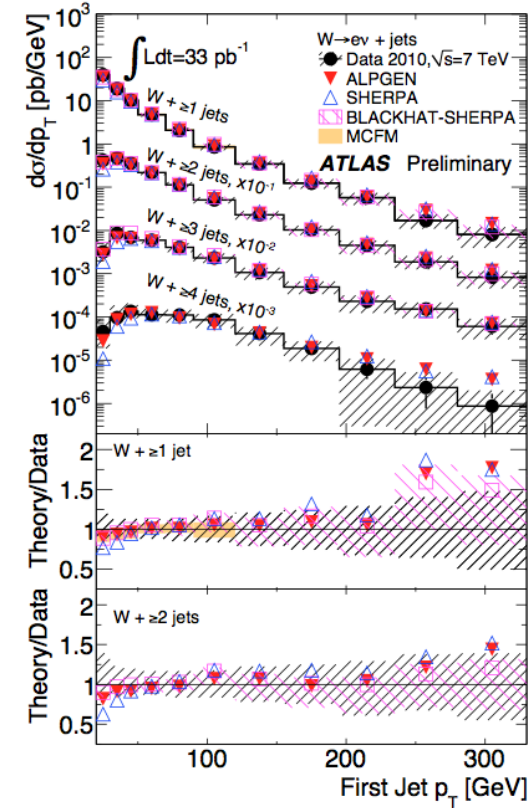 dσ/dp_T [pb/GeV]
10³
10²
10
1
10⁻¹
10⁻²
10⁻³
10⁻⁴
10⁻⁵
10⁻⁶
∫Ldt=33 pb⁻¹
W→eν + jets
Data 2010,√s=7 TeV
ALPGEN
SHERPA
BLACKHAT-SHERPA
MCFM
ATLAS Preliminary
W + ≥1 jets
W + ≥2 jets, x10⁻¹
W + ≥3 jets, x10⁻²
W + ≥4 jets, x10⁻³
Theory/Data
W + ≥1 jet
2
1.5
1
0.5
Theory/Data
W + ≥2 jets
2
1.5
1
0.5
100 150 200 250 300
First Jet p_T [GeV]